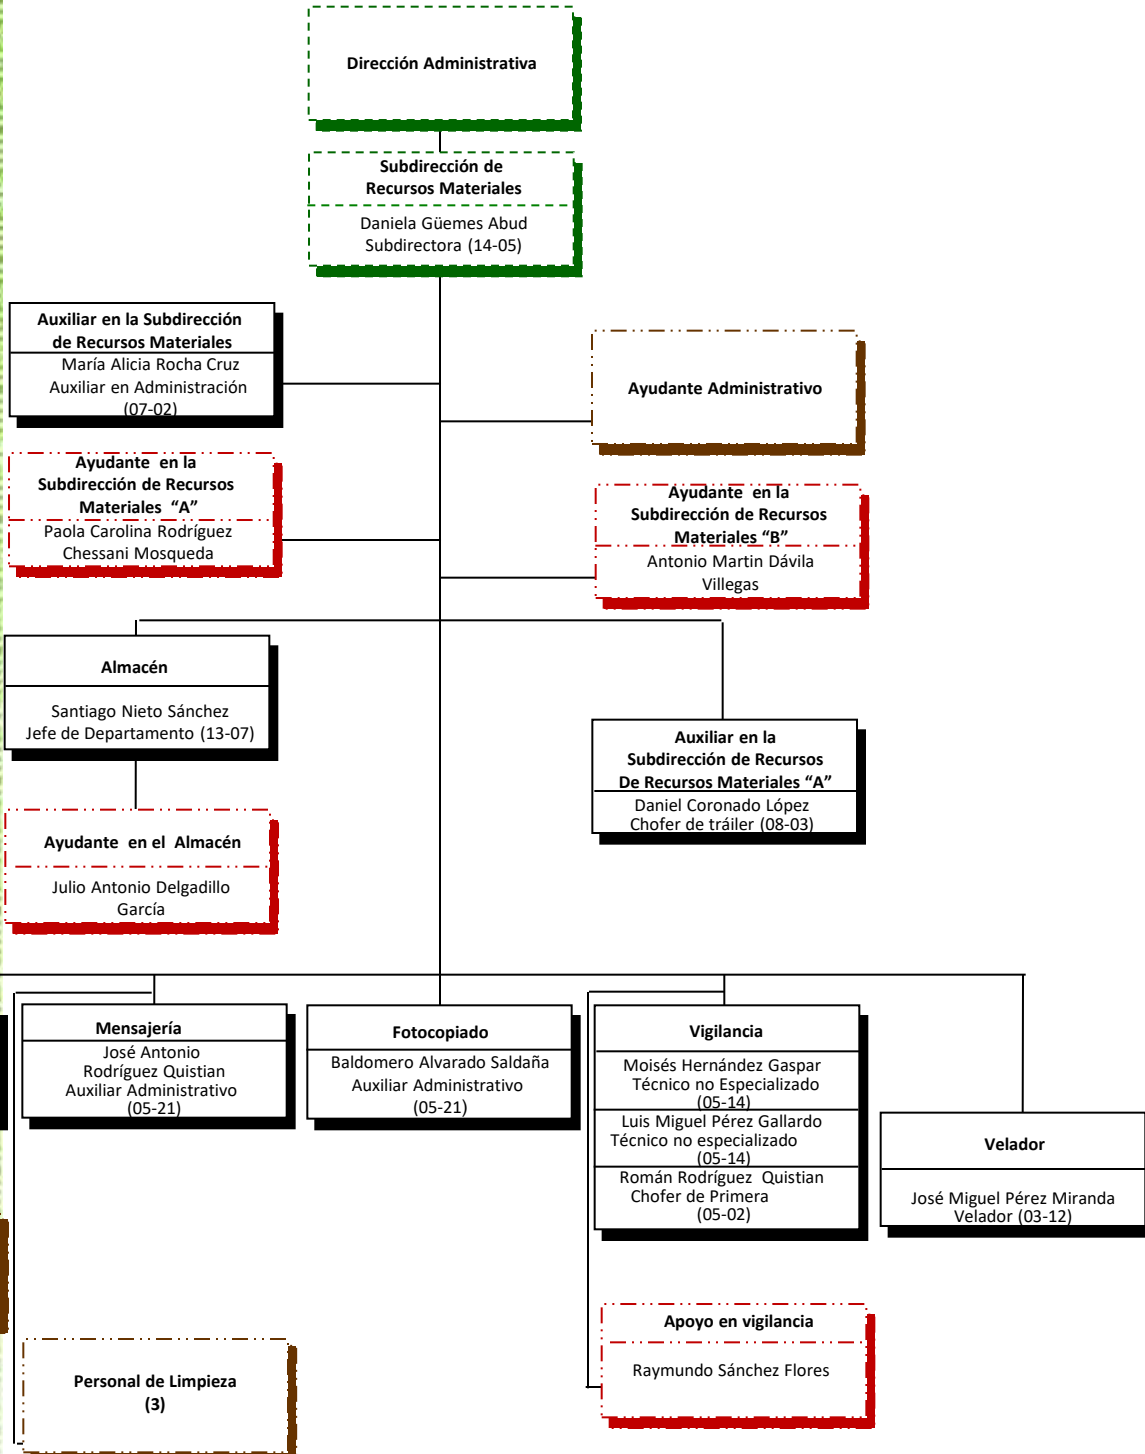 Dirección Administrativa
Subdirección de
Recursos Materiales
Daniela Güemes Abud
Subdirectora (14-05)
Auxiliar en la Subdirección
de Recursos Materiales
María Alicia Rocha Cruz
Auxiliar en Administración
(07-02)
Ayudante Administrativo
Ayudante en la
Subdirección de Recursos
Materiales “A”
Paola Carolina Rodríguez
Chessani Mosqueda
Ayudante en la
Subdirección de Recursos
Materiales “B”
Antonio Martin Dávila
Villegas
Almacén
Santiago Nieto Sánchez
Jefe de Departamento (13-07)
Auxiliar en la
Subdirección de Recursos
De Recursos Materiales “A”
Daniel Coronado López
Chofer de tráiler (08-03)
Ayudante en el Almacén
Julio Antonio Delgadillo
García
Mensajería
José Antonio
Rodríguez Quistian
Auxiliar Administrativo
(05-21)
Fotocopiado
Baldomero Alvarado Saldaña
Auxiliar Administrativo
(05-21)
Vigilancia
Moisés Hernández Gaspar
Técnico no Especializado
(05-14)
Luis Miguel Pérez Gallardo
Técnico no especializado
(05-14)
Román Rodríguez Quistian
Chofer de Primera
(05-02)
Velador
José Miguel Pérez Miranda
Velador (03-12)
Apoyo en vigilancia
Raymundo Sánchez Flores
Personal de Limpieza
(3)